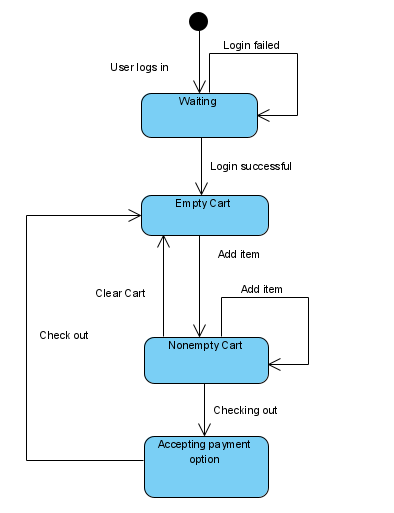 Login failed
User logs in
Waiting
Login successful
Empty Cart
Add item
Clear Cart
Add item
Check out
Nonempty Cart
Checking out
Accepting payment
option